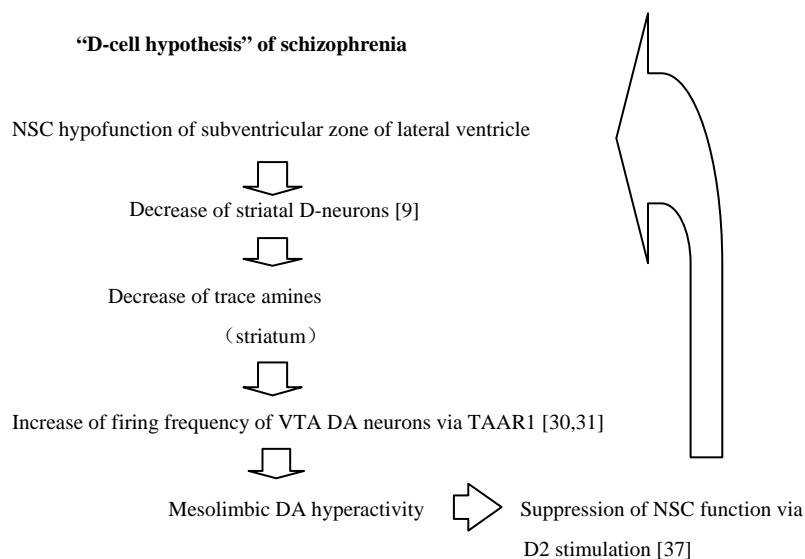 “D-cell hypothesis” of schizophrenia
NSC hypofunction of subventricular zone of lateral ventricle
Decrease of striatal D-neurons [9]
Decrease of trace amines
（striatum）
Increase of firing frequency of VTA DA neurons via TAAR1 [30,31]
Mesolimbic DA hyperactivity
Suppression of NSC function via
D2 stimulation [37]